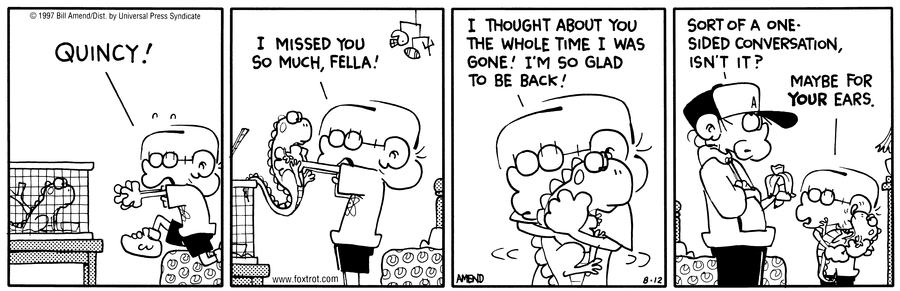 © 1997 Bill Amend/Dist. by Universal Press Syndicate
QUINCY!
I MISSED YOU
SO MUCH, FELLA!
www.foxtrot.com
I THOUGHT ABOUT YOU
THE WHOLE TIME I WAS
GONE! I'M SO GLAD
TO BE BACK!
AMEND
8-12
SORT OF A ONE-
SIDED CONVERSATION,
ISN'T IT?
MAYBE FOR
YOUR EARS.
A